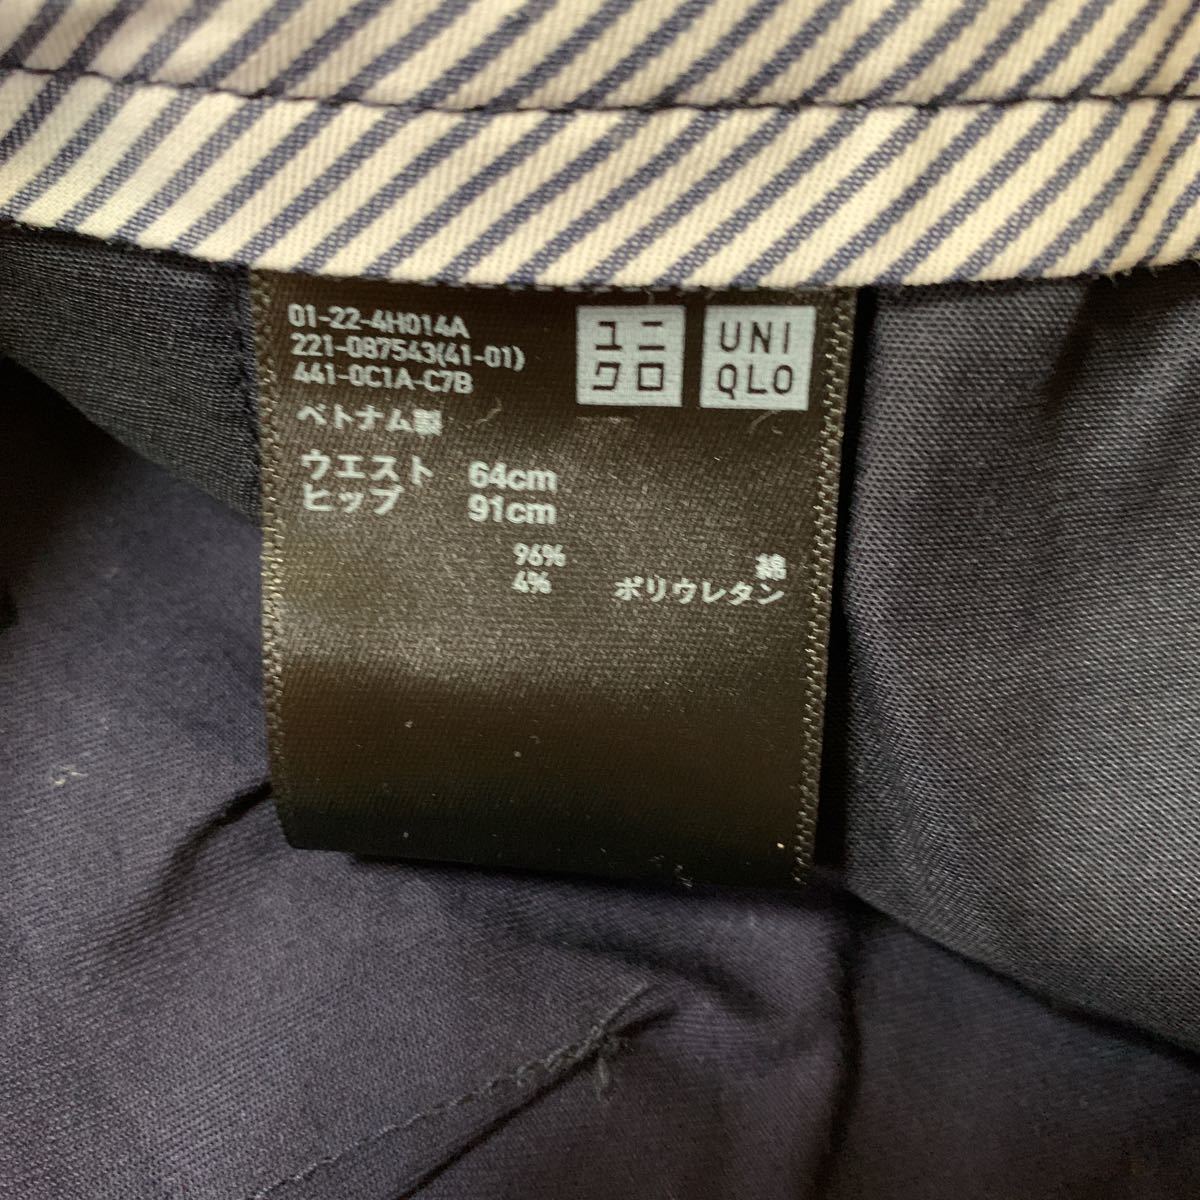 01-22-4H014A
221-087543(41-01)
441-0C1A-C7B
ユニ
クロ
UNI
QLO
ベトナム製
ウエスト 64cm
ヒップ 91cm
96% 綿
4% ポリウレタン